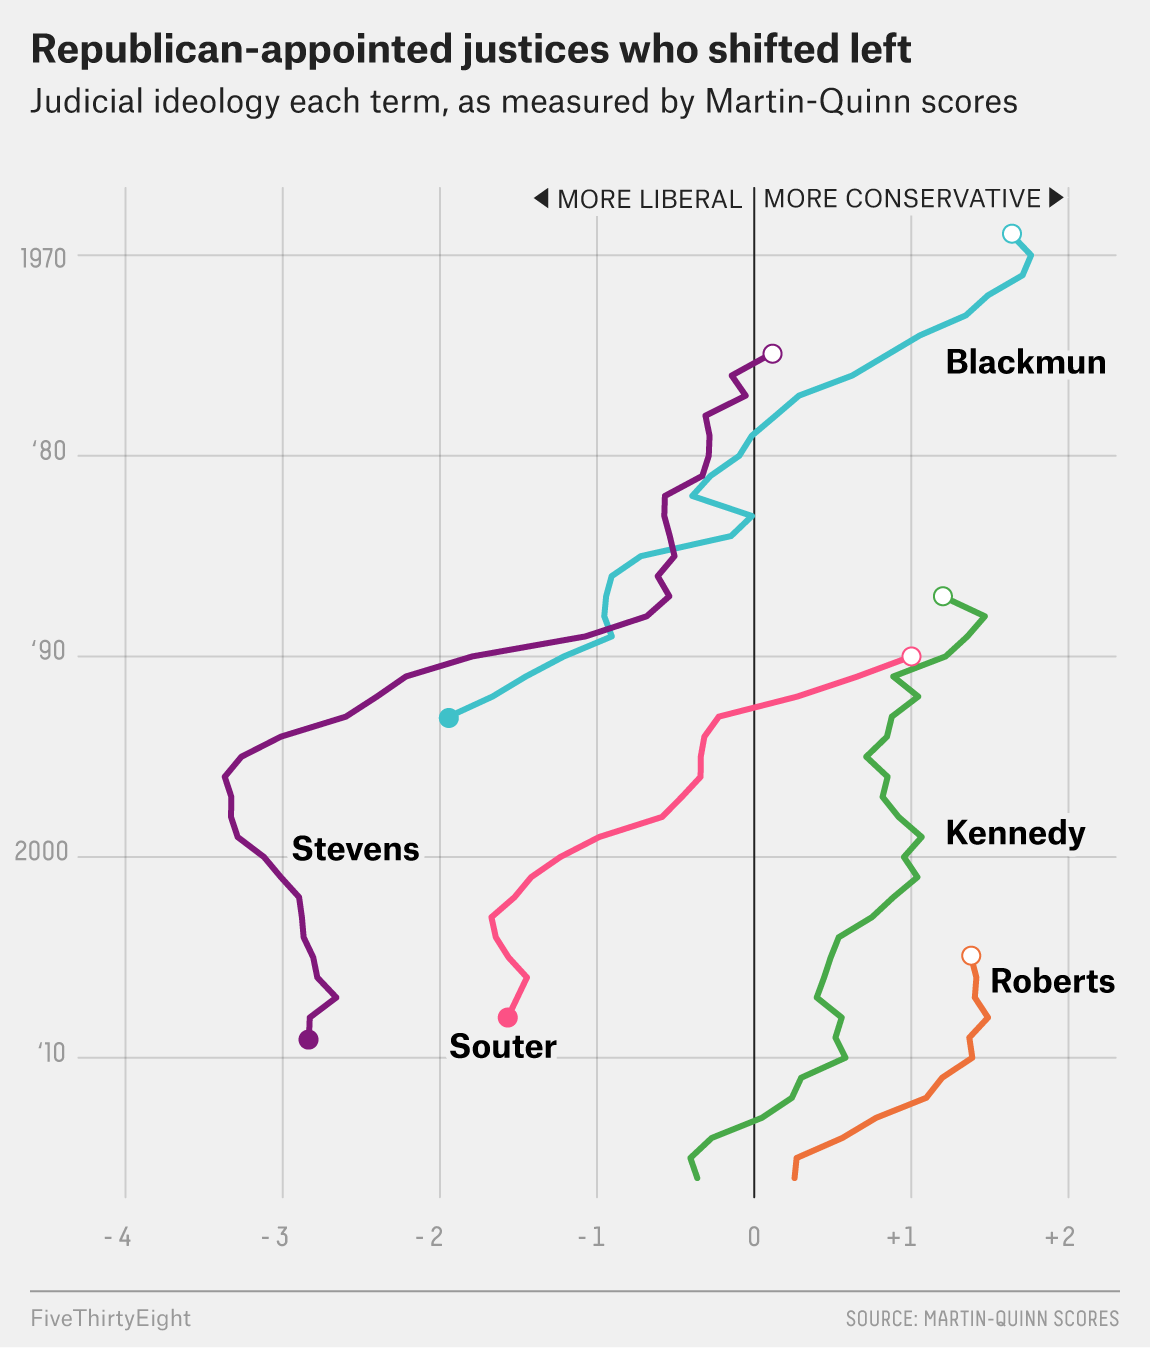 Republican-appointed justices who shifted left
Judicial ideology each term, as measured by Martin-Quinn scores
◀ MORE LIBERAL MORE CONSERVATIVE ▶
1970
Blackmun
‘80
‘90
Kennedy
2000
Stevens
Roberts
Souter
‘10
-4 -3 -2 -1 0 +1 +2
FiveThirtyEight SOURCE: MARTIN-QUINN SCORES